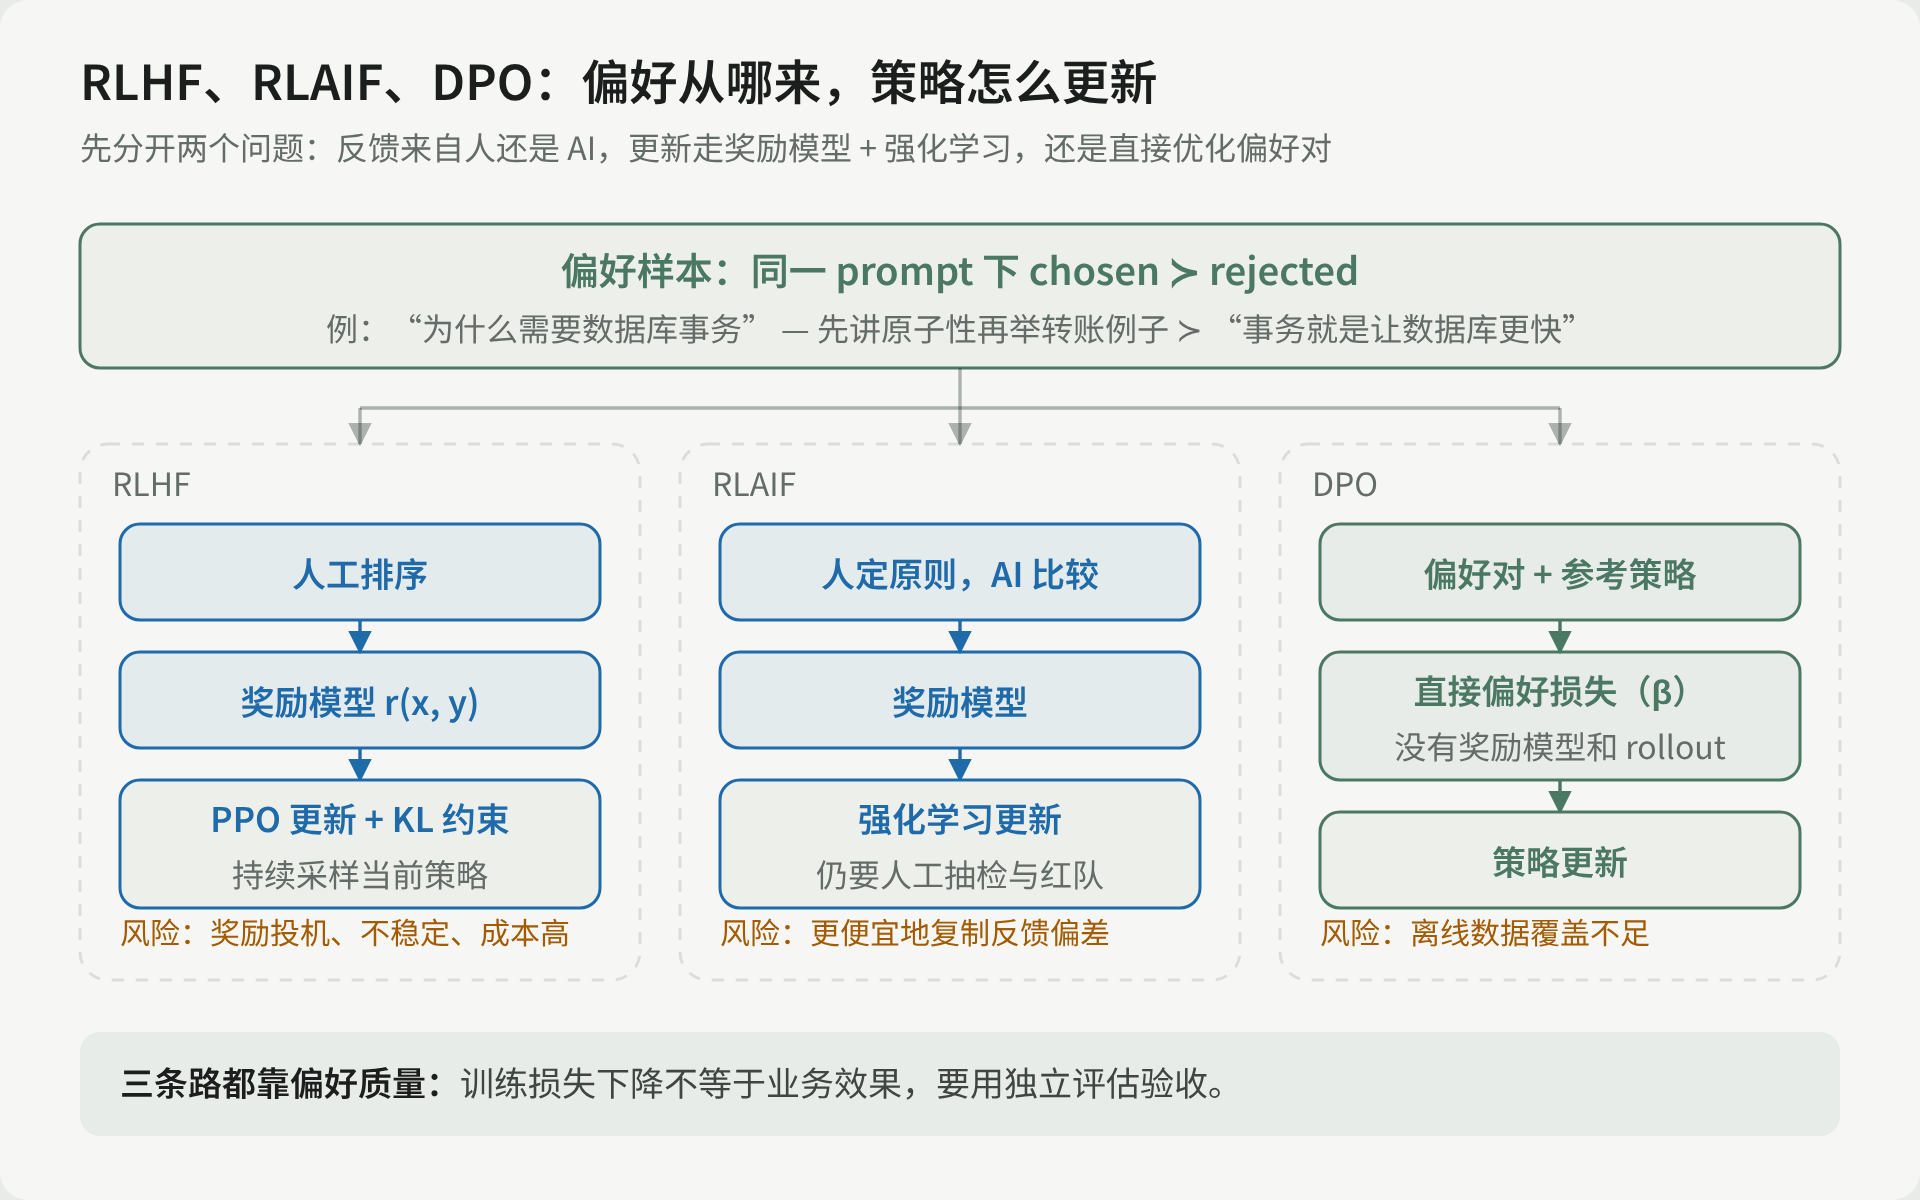 RLHF、RLAIF、DPO：偏好从哪来，策略怎么更新
先分开两个问题：反馈来自人还是 AI，更新走奖励模型 + 强化学习，还是直接优化偏好对
偏好样本：同一 prompt 下 chosen ≻ rejected
例：“为什么需要数据库事务” — 先讲原子性再举转账例子 ≻ “事务就是让数据库更快”
RLHF
人工排序
奖励模型 r(x, y)
PPO 更新 + KL 约束
持续采样当前策略
风险：奖励投机、不稳定、成本高
RLAIF
人定原则，AI 比较
奖励模型
强化学习更新
仍要人工抽检与红队
风险：更便宜地复制反馈偏差
DPO
偏好对 + 参考策略
直接偏好损失（β）
没有奖励模型和 rollout
策略更新
风险：离线数据覆盖不足
三条路都靠偏好质量：训练损失下降不等于业务效果，要用独立评估验收。